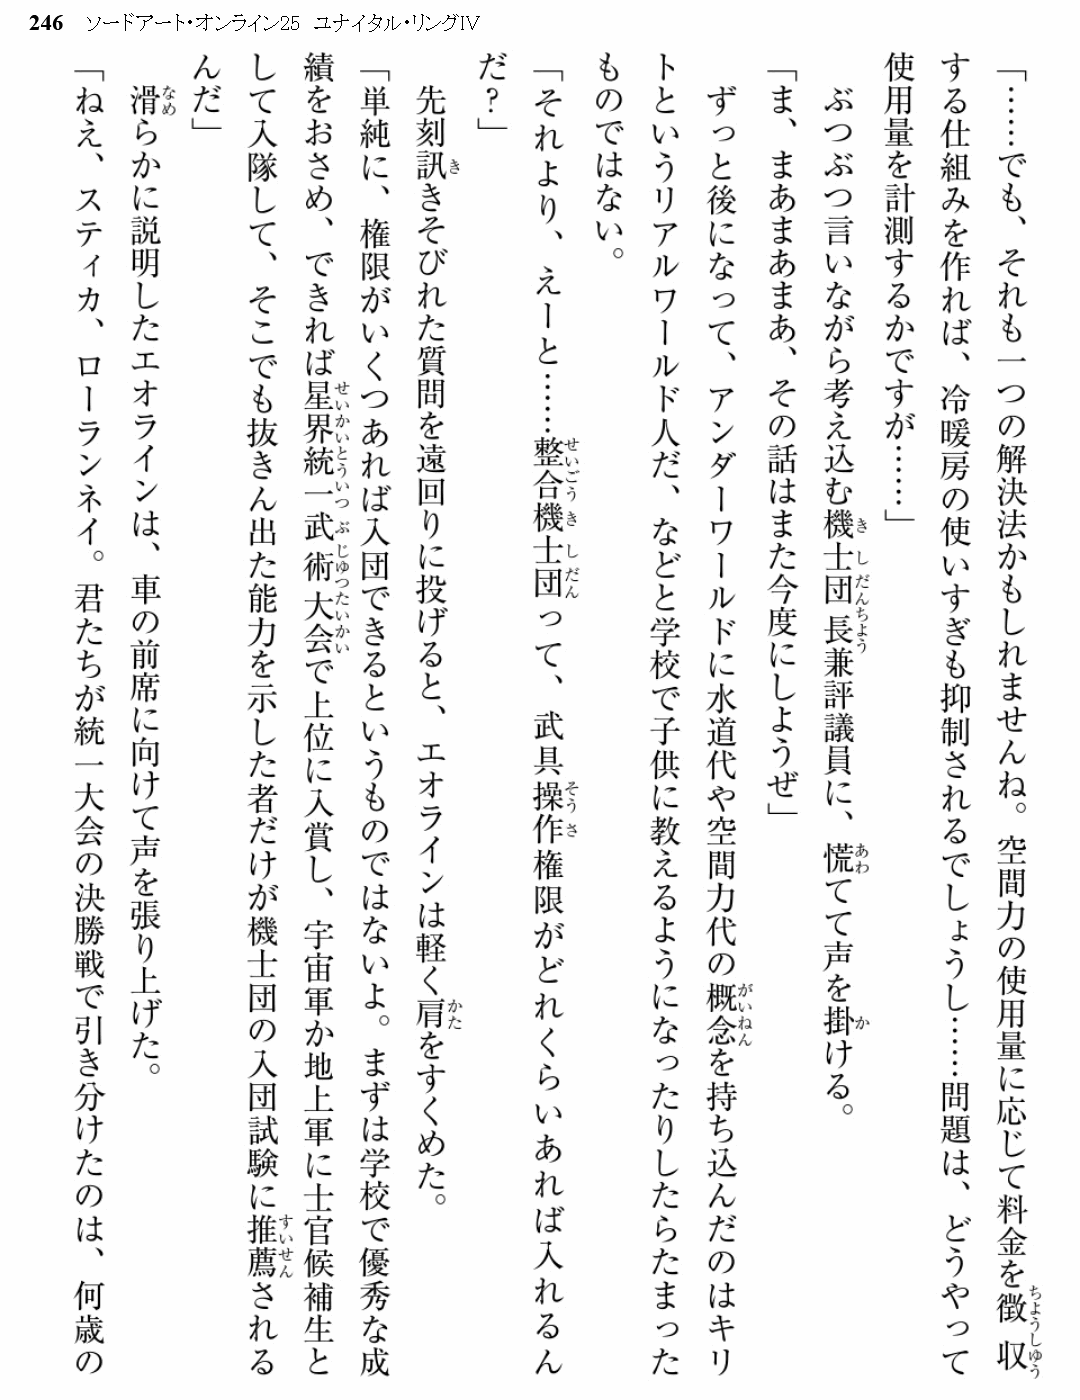 246 ソードアート・オンライン25 ユナイタル・リングⅣ
「……でも、それも一つの解決法かもしれませんね。空間力の使用量に応じて料金を徴収
する仕組みを作れば、冷暖房の使いすぎも抑制されるでしょうし……問題は、どうやって
使用量を計測するかですが……」
ぶつぶつ言いながら考え込む機士団長兼評議員に、慌てて声を掛ける。
「ま、まあまあまあ、その話はまた今度にしようぜ」
ずっと後になって、アンダーワールドに水道代や空間力代の概念を持ち込んだのはキリ
トというリアルワールド人だ、などと学校で子供に教えるようになったりしたらたまった
ものではない。
「それより、えーと……整合機士団って、武具操作権限がどれくらいあれば入れるん
だ？」
先刻訊きそびれた質問を遠回りに投げると、エオラインは軽く肩をすくめた。
「単純に、権限がいくつあれば入団できるというものではないよ。まずは学校で優秀な成
績をおさめ、できれば星界統一武術大会で上位に入賞し、宇宙軍か地上軍に士官候補生と
して入隊して、そこでも抜きん出た能力を示した者だけが機士団の入団試験に推薦される
んだ」
滑らかに説明したエオラインは、車の前席に向けて声を張り上げた。
「ねえ、スティカ、ローランネイ。君たちが統一大会の決勝戦で引き分けたのは、何歳の